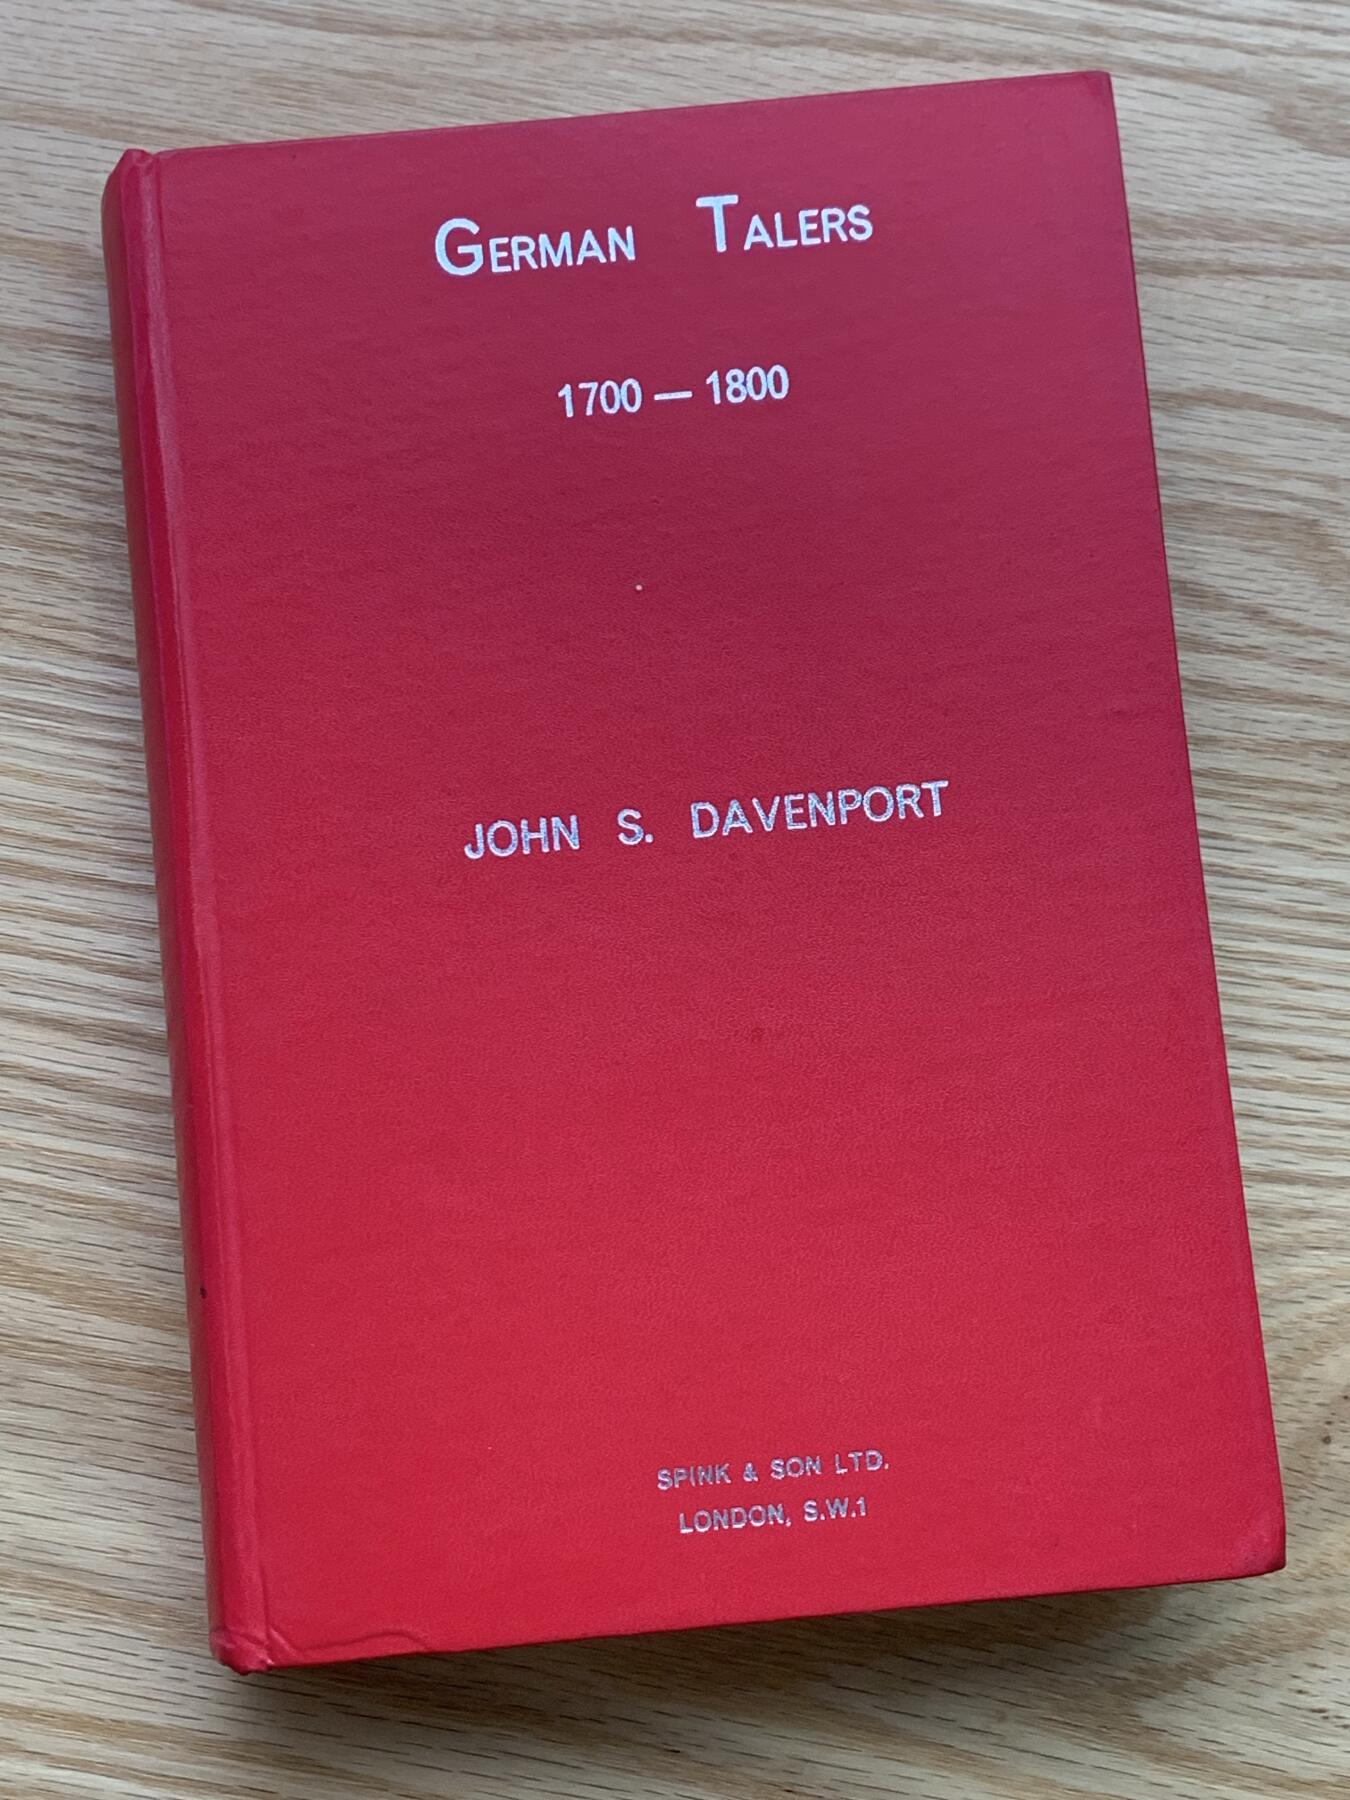 GERMAN TALERS
1700 — 1800
JOHN S. DAVENPORT
SPINK & SON LTD.
LONDON, S.W.1